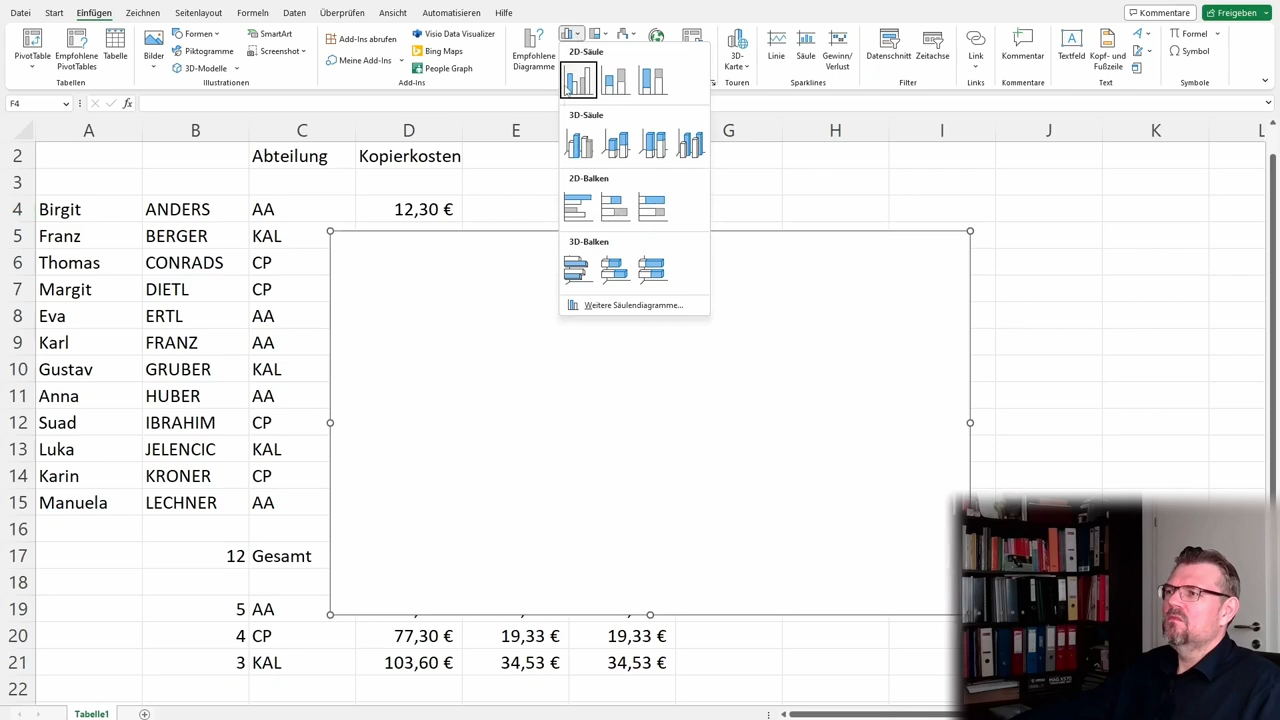 Datei Start Einfügen Zeichnen Seitenlayout Formeln Daten Überprüfen Ansicht Automatisieren Hilfe Kommentare Freigeben
PivotTable Empfohlene PivotTables Tabelle
Tabellen
Bilder Formen Piktogramme 3D-Modelle SmartArt Screenshot
Illustrationen
Add-Ins abrufen Meine Add-Ins Visio Data Visualizer Bing Maps People Graph
Add-Ins
Empfohlene Diagramme
3D-Karte
Touren
Linie Säule Gewinn/Verlust
Sparklines
Datenschnitt Zeitachse
Filter
Link
Links
Kommentar
Kommentare
Textfeld Kopf- und Fußzeile
Text
Formel Symbol
Symbole
2D-Säule
3D-Säule
2D-Balken
3D-Balken
Weitere Säulendiagramme...
F4 fx
A B C D E G H I J K L
2 Abteilung Kopierkosten
3
4 Birgit ANDERS AA 12,30 €
5 Franz BERGER KAL
6 Thomas CONRADS CP
7 Margit DIETL CP
8 Eva ERTL AA
9 Karl FRANZ AA
10 Gustav GRUBER KAL
11 Anna HUBER AA
12 Suad IBRAHIM CP
13 Luka JELENCIC KAL
14 Karin KRONER CP
15 Manuela LECHNER AA
16
17 12 Gesamt
18
19 5 AA
20 4 CP 77,30 € 19,33 € 19,33 €
21 3 KAL 103,60 € 34,53 € 34,53 €
22
Tabelle1